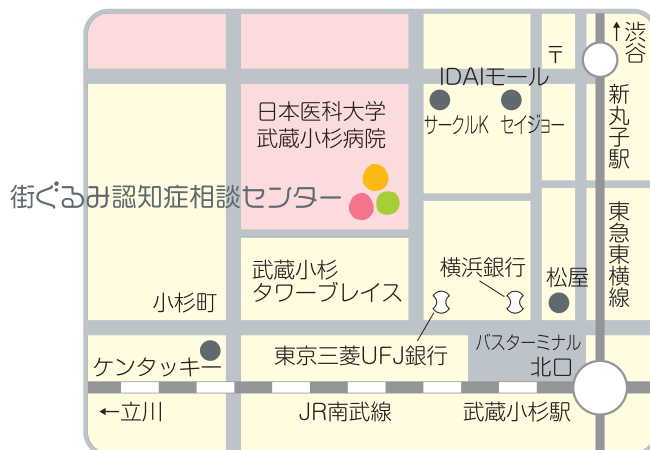 ↑渋谷
〒
IDAIモール
サークルK
セイジョー
新丸子駅
日本医科大学
武蔵小杉病院
街ぐるみ認知症相談センター
東急東横線
横浜銀行
松屋
武蔵小杉
タワープレイス
小杉町
バスターミナル
北口
東京三菱UFJ銀行
ケンタッキー
←立川
JR南武線
武蔵小杉駅